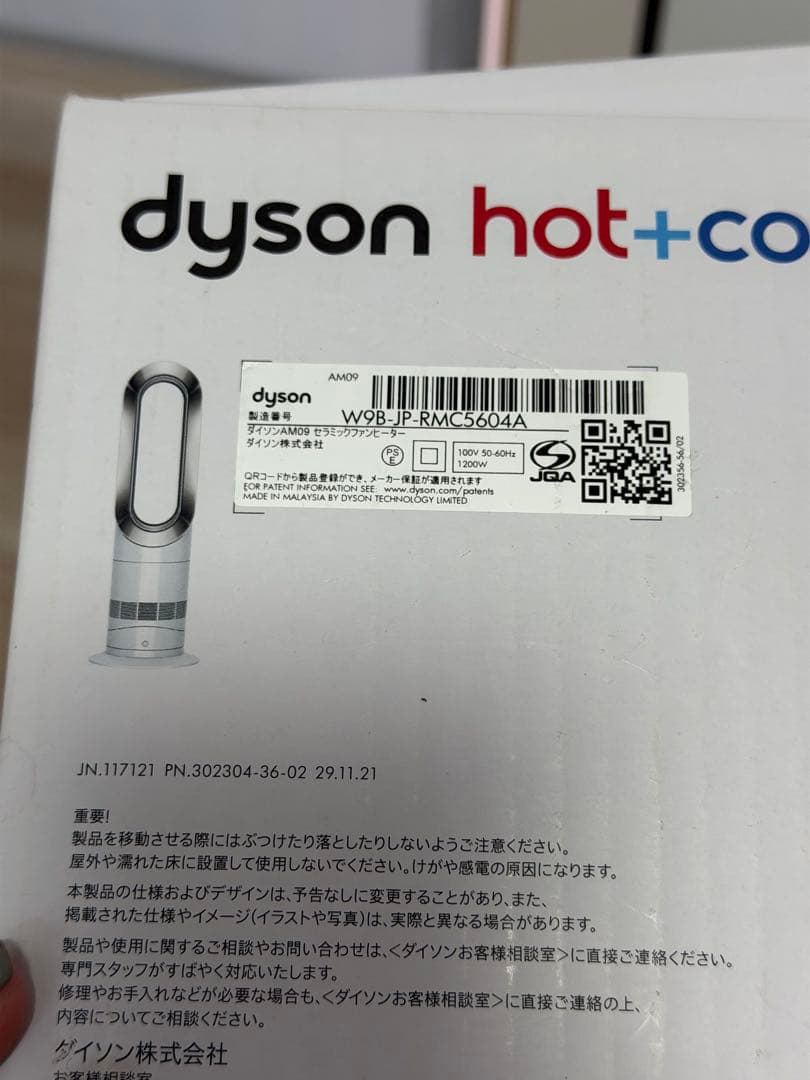 dyson hot+co
AM09
dyson
製造番号 W9B-JP-RMC5604A
ダイソンAM09 セラミックファンヒーター
ダイソン株式会社
PS
E
100V 50-60Hz
1200W
JQA
QRコードから製品登録ができ、メーカー保証が適用されます
FOR PATENT INFORMATION SEE: www.dyson.com/patents
MADE IN MALAYSIA BY DYSON TECHNOLOGY LIMITED
302356-56/02
JN.117121 PN.302304-36-02 29.11.21
重要!
製品を移動させる際にはぶつけたり落としたりしないようご注意ください。
屋外や濡れた床に設置して使用しないでください。けがや感電の原因になります。
本製品の仕様およびデザインは、予告なしに変更することがあり、また、
掲載された仕様やイメージ(イラストや写真)は、実際と異なる場合があります。
製品や使用に関するご相談やお問い合わせは、<ダイソンお客様相談室>に直接ご連絡ください。
専門スタッフがすばやく対応いたします。
修理やお手入れなどが必要な場合も、<ダイソンお客様相談室>に直接ご連絡の上、
内容についてご相談ください。
ダイソン株式会社
お客様相談室